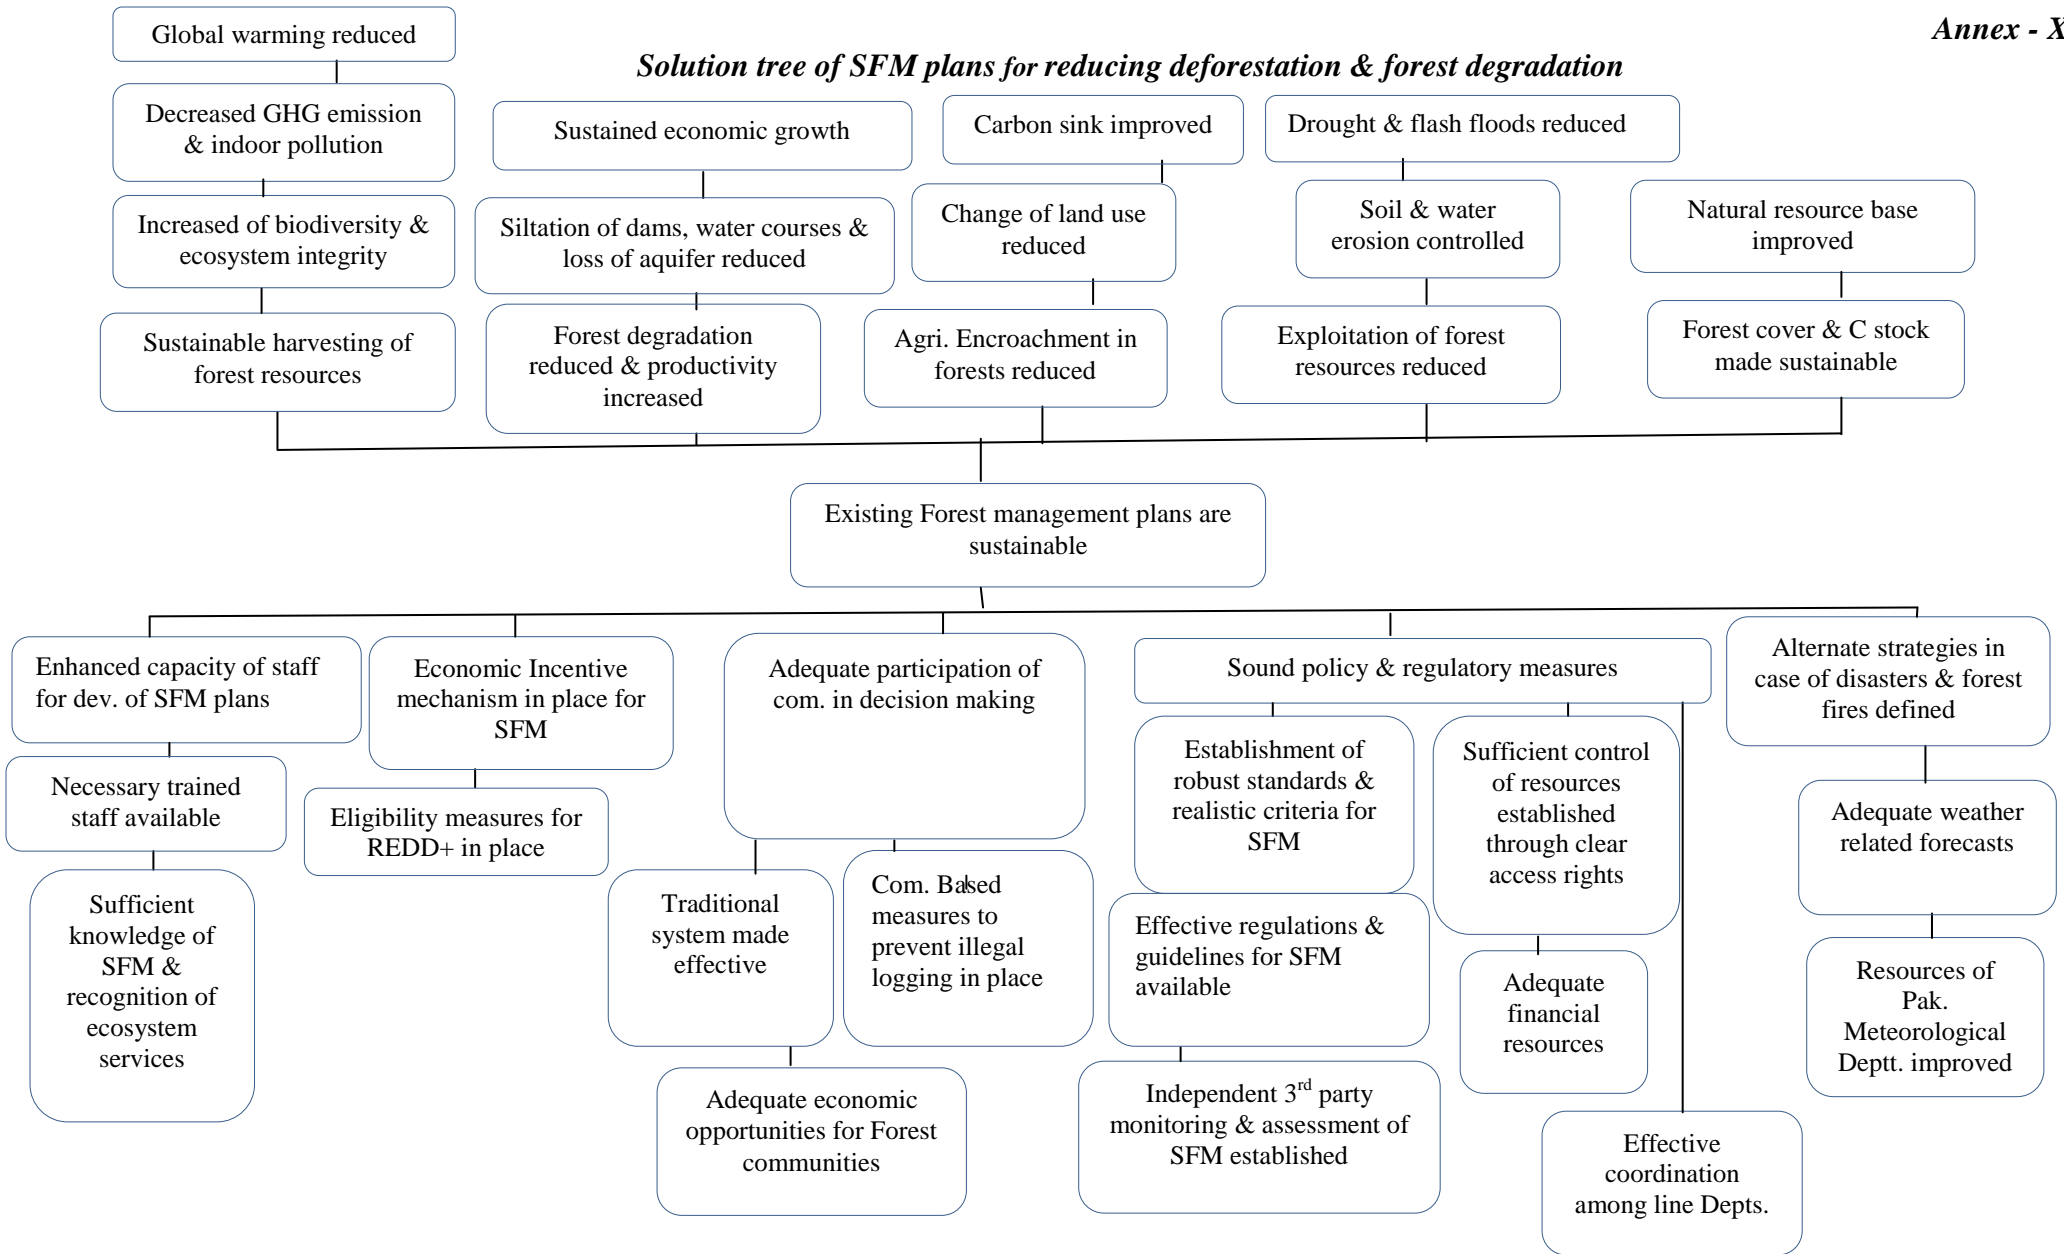 Annex - X
Solution tree of SFM plans for reducing deforestation & forest degradation
Global warming reduced
Decreased GHG emission
& indoor pollution
Increased of biodiversity &
ecosystem integrity
Sustainable harvesting of
forest resources
Sustained economic growth
Siltation of dams, water courses &
loss of aquifer reduced
Forest degradation
reduced & productivity
increased
Carbon sink improved
Change of land use
reduced
Agri. Encroachment in
forests reduced
Drought & flash floods reduced
Soil & water
erosion controlled
Exploitation of forest
resources reduced
Natural resource base
improved
Forest cover & C stock
made sustainable
Existing Forest management plans are
sustainable
Enhanced capacity of staff
for dev. of SFM plans
Necessary trained
staff available
Sufficient
knowledge of
SFM &
recognition of
ecosystem
services
Economic Incentive
mechanism in place for
SFM
Eligibility measures for
REDD+ in place
Adequate participation of
com. in decision making
Traditional
system made
effective
Adequate economic
opportunities for Forest
communities
Com. Based
measures to
prevent illegal
logging in place
Sound policy & regulatory measures
Establishment of
robust standards &
realistic criteria for
SFM
Effective regulations &
guidelines for SFM
available
Independent 3rd party
monitoring & assessment of
SFM established
Sufficient control
of resources
established
through clear
access rights
Adequate
financial
resources
Effective
coordination
among line Depts.
Alternate strategies in
case of disasters & forest
fires defined
Adequate weather
related forecasts
Resources of
Pak.
Meteorological
Deptt. improved